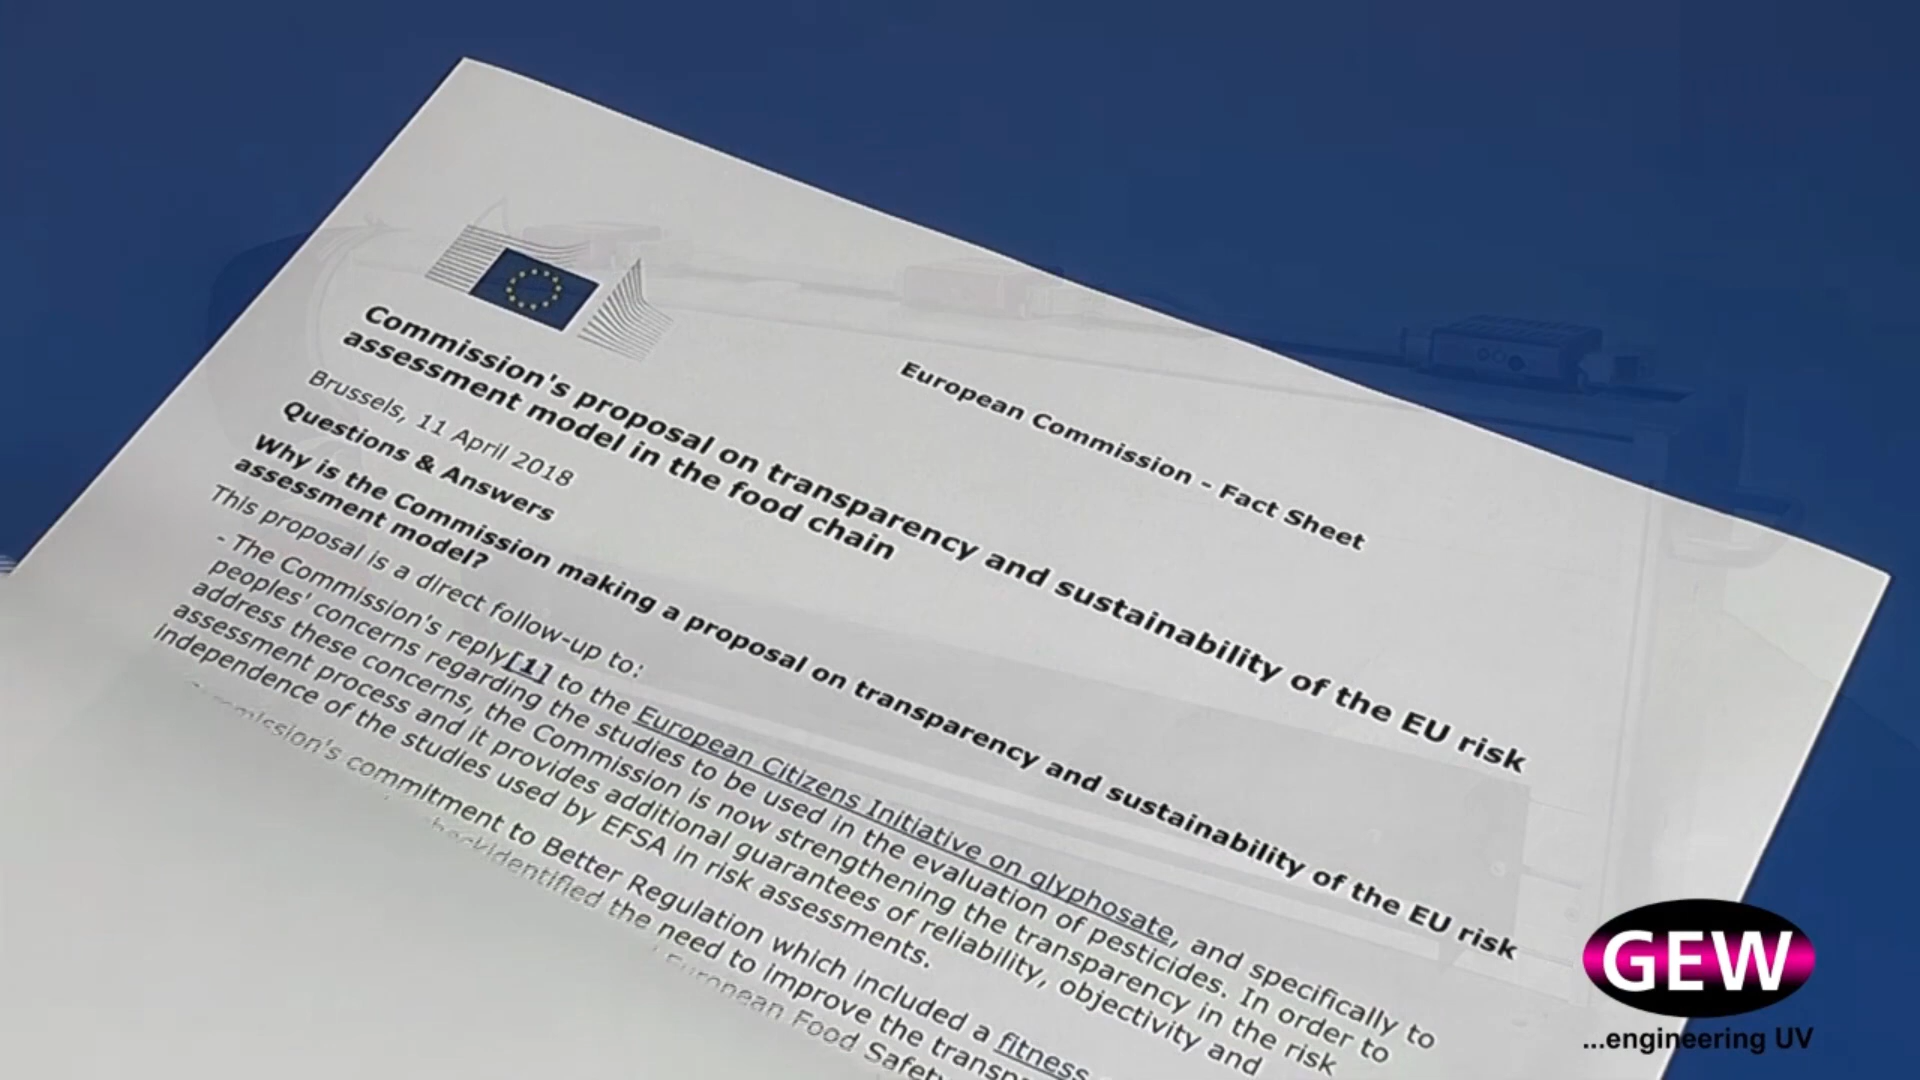 European Commission - Fact Sheet
Commission's proposal on transparency and sustainability of the EU risk
assessment model in the food chain
Brussels, 11 April 2018
Questions & Answers
Why is the Commission making a proposal on transparency and sustainability of the EU risk
assessment model?
This proposal is a direct follow-up to:
- The Commission's reply[1] to the European Citizens Initiative on glyphosate, and specifically to
peoples' concerns regarding the studies to be used in the evaluation of pesticides. In order to
address these concerns, the Commission is now strengthening the transparency in the risk
assessment process and it provides additional guarantees of reliability, objectivity and
independence of the studies used by EFSA in risk assessments.
commitment to Better Regulation which included a fitness
identified the need to improve the
European Food Safety
GEW
...engineering UV